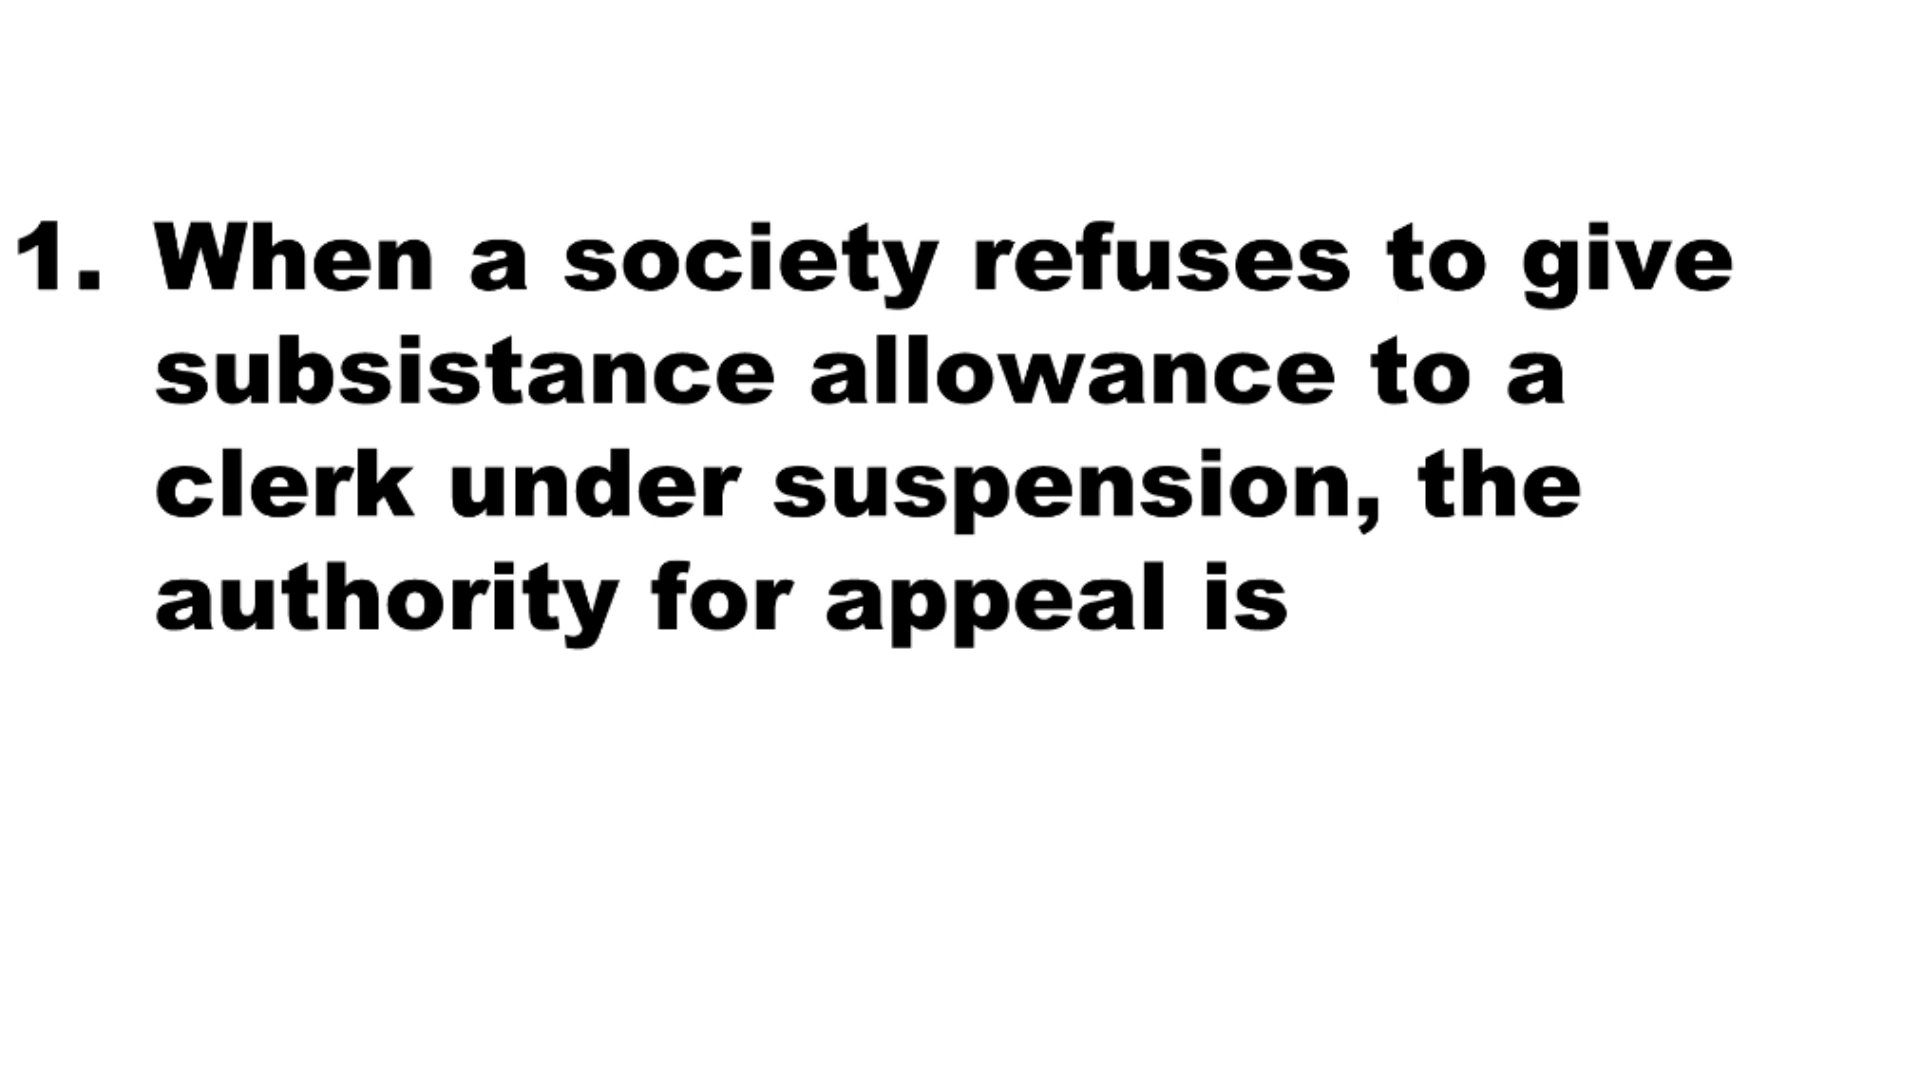 1. When a society refuses to give
subsistance allowance to a
clerk under suspension, the
authority for appeal is